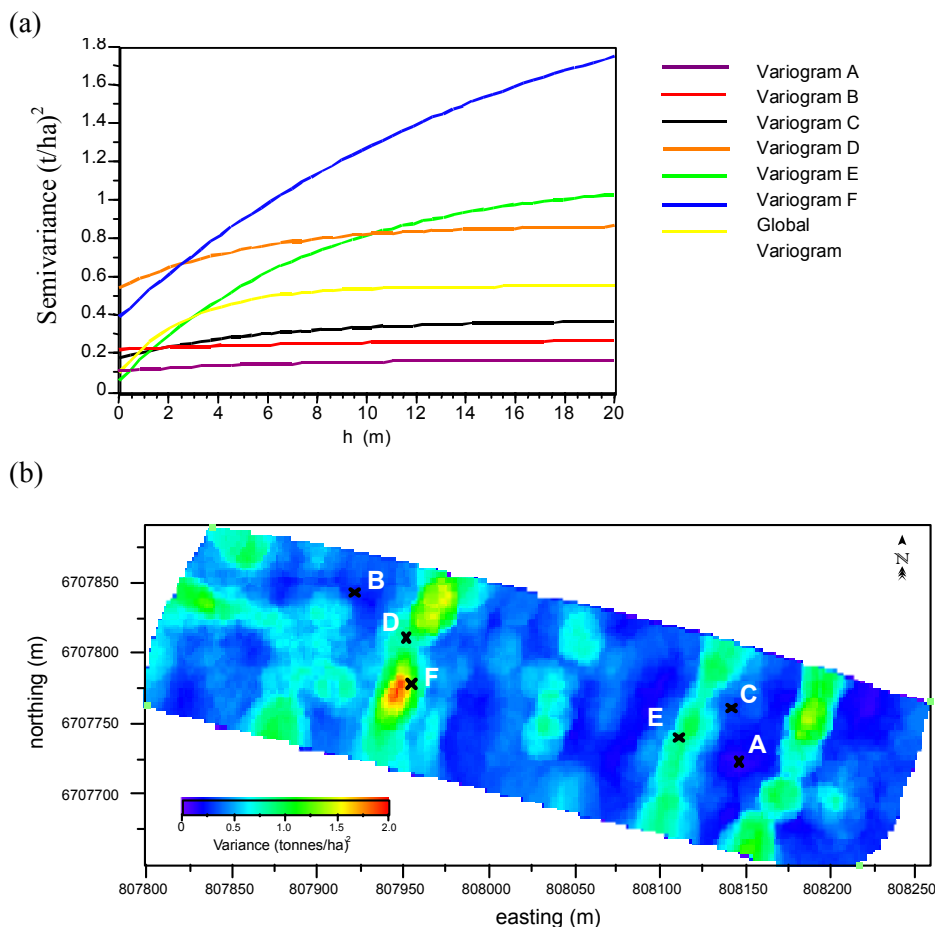 (a)
1.8
1.6
1.4
1.2
1
0.8
0.6
0.4
0.2
0
Semivariance (t/ha)2
0 2 4 6 8 10 12 14 16 18 20
h (m)
Variogram A
Variogram B
Variogram C
Variogram D
Variogram E
Variogram F
Global
Variogram
(b)
6707850
6707800
6707750
6707700
northing (m)
N
B
D
F
E
C
A
0 0.5 1.0 1.5 2.0
Variance (tonnes/ha)2
807800 807850 807900 807950 808000 808050 808100 808150 808200 808250
easting (m)